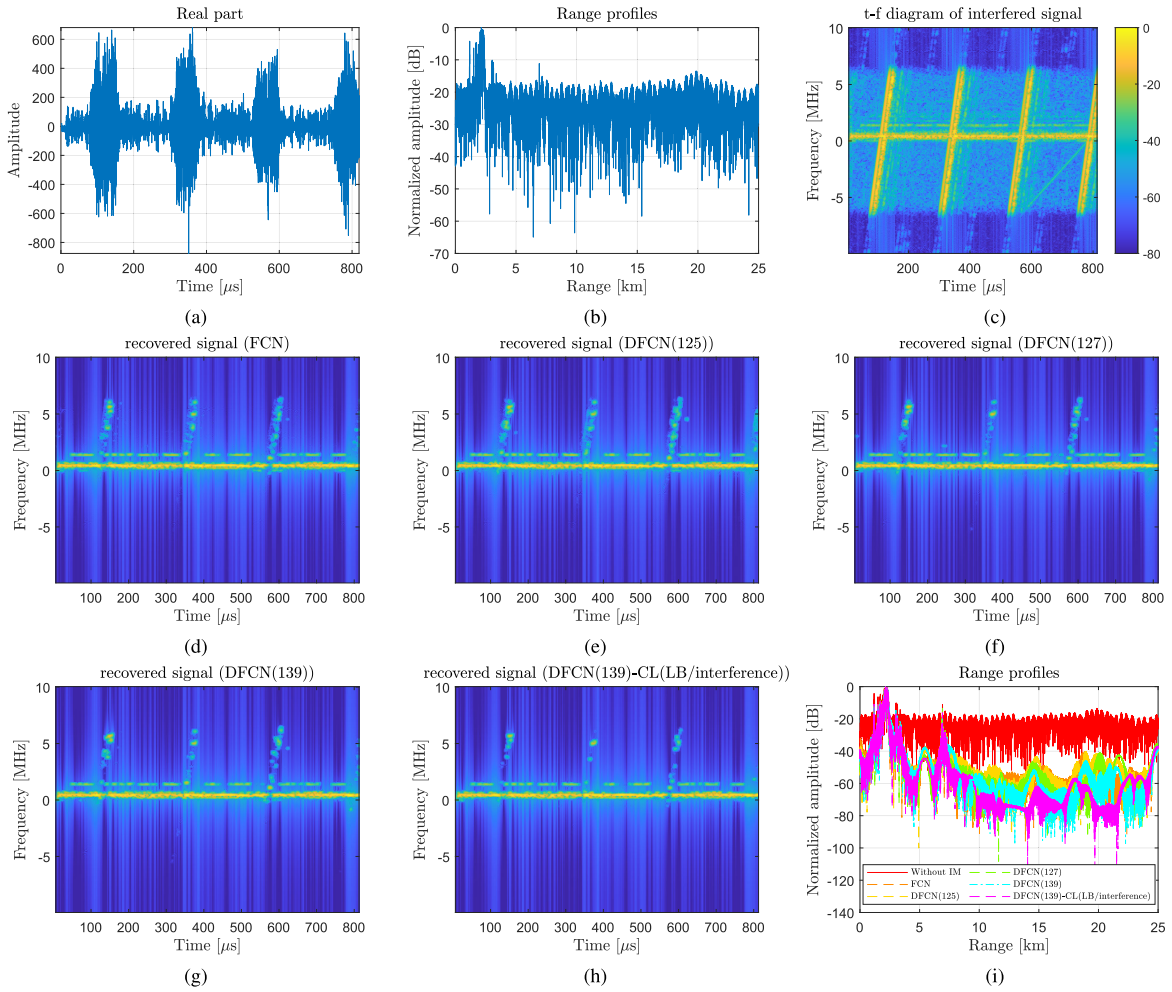 Real part
Range profiles
t-f diagram of interfered signal
Amplitude
600
400
200
0
-200
-400
-600
-800
0
200
400
600
800
Time [μs]
(a)
Normalized amplitude [dB]
0
-10
-20
-30
-40
-50
-60
-70
0
5
10
15
20
25
Range [km]
(b)
Frequency [MHz]
10
5
0
-5
200
400
600
800
Time [μs]
0
-20
-40
-60
-80
(c)
recovered signal (FCN)
recovered signal (DFCN(125))
recovered signal (DFCN(127))
Frequency [MHz]
10
5
0
-5
100 200 300 400 500 600 700 800
Time [μs]
(d)
Frequency [MHz]
10
5
0
-5
100 200 300 400 500 600 700 800
Time [μs]
(e)
Frequency [MHz]
10
5
0
-5
100 200 300 400 500 600 700 800
Time [μs]
(f)
recovered signal (DFCN(139))
recovered signal (DFCN(139)-CL(LB/interference))
Range profiles
Frequency [MHz]
10
5
0
-5
100 200 300 400 500 600 700 800
Time [μs]
(g)
Frequency [MHz]
10
5
0
-5
100 200 300 400 500 600 700 800
Time [μs]
(h)
Normalized amplitude [dB]
0
-20
-40
-60
-80
-100
-120
-140
Without IM
FCN
DFCN(125)
DFCN(127)
DFCN(139)
DFCN(139)-CL(LB/interference)
0
5
10
15
20
25
Range [km]
(i)